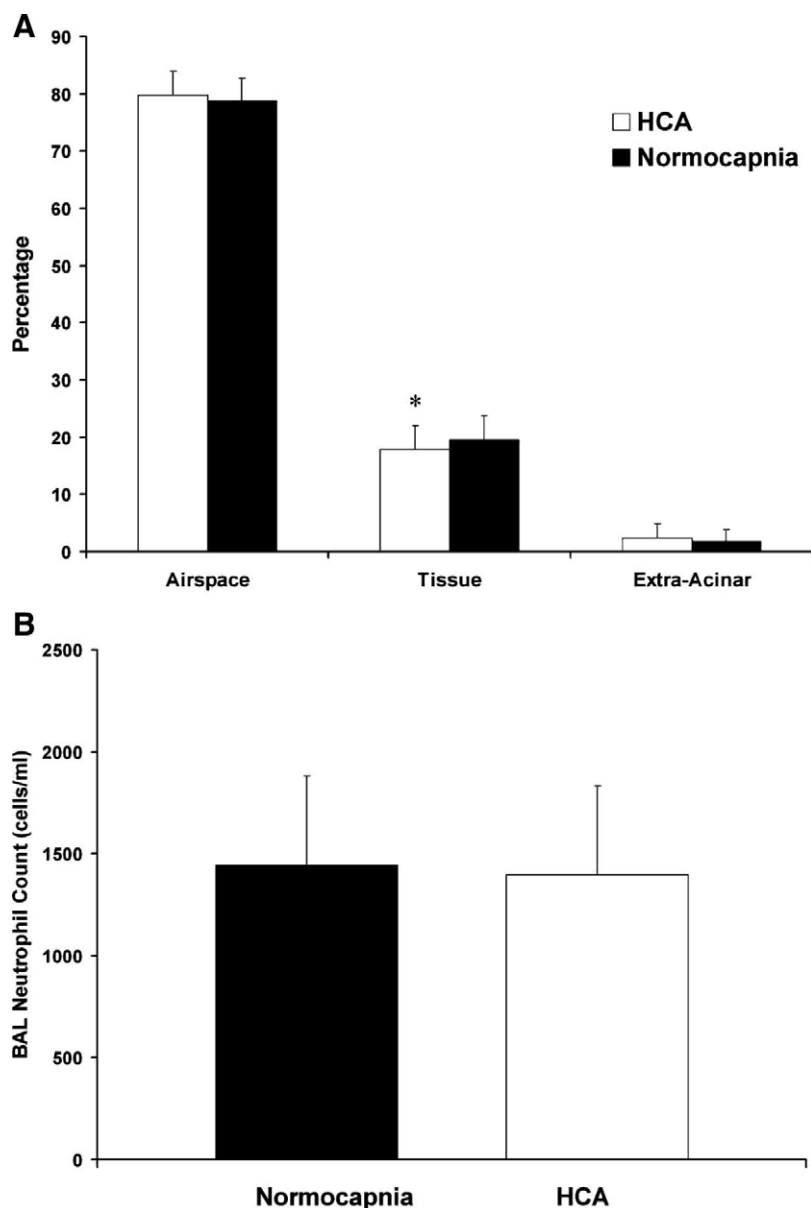 A
90
80
70
60
50
40
30
20
10
0
Percentage
HCA
Normocapnia
*
Airspace Tissue Extra-Acinar
B
2500
2000
1500
1000
500
0
BAL Neutrophil Count (cells/ml)
Normocapnia HCA